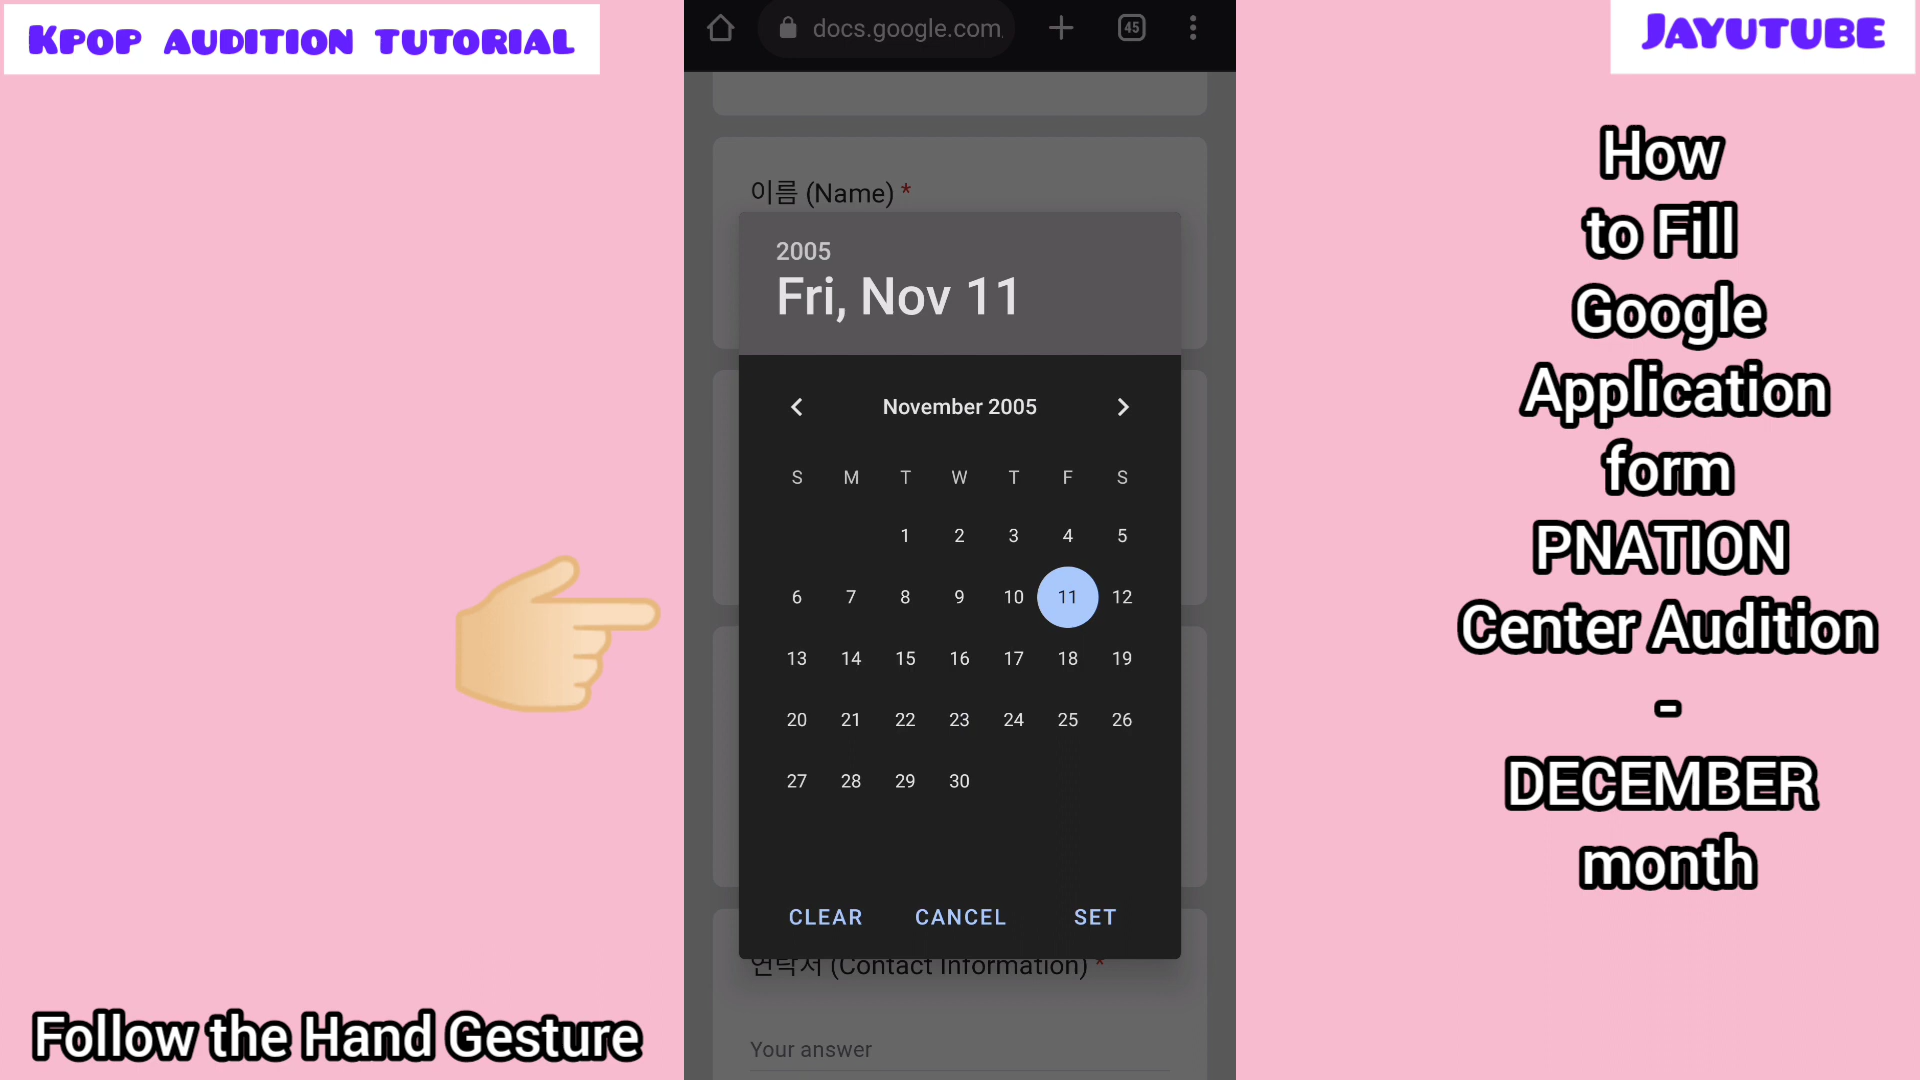 Kpop audition tutorial
Jayutube
docs.google.com
45
이름 (Name) *
2005
Fri, Nov 11
November 2005
S M T W T F S
1 2 3 4 5
6 7 8 9 10 11 12
13 14 15 16 17 18 19
20 21 22 23 24 25 26
27 28 29 30
CLEAR CANCEL SET
연락처 (Contact Information) *
Your answer
How
to Fill
Google
Application
form
PNATION
Center Audition
-
DECEMBER
month
Follow the Hand Gesture